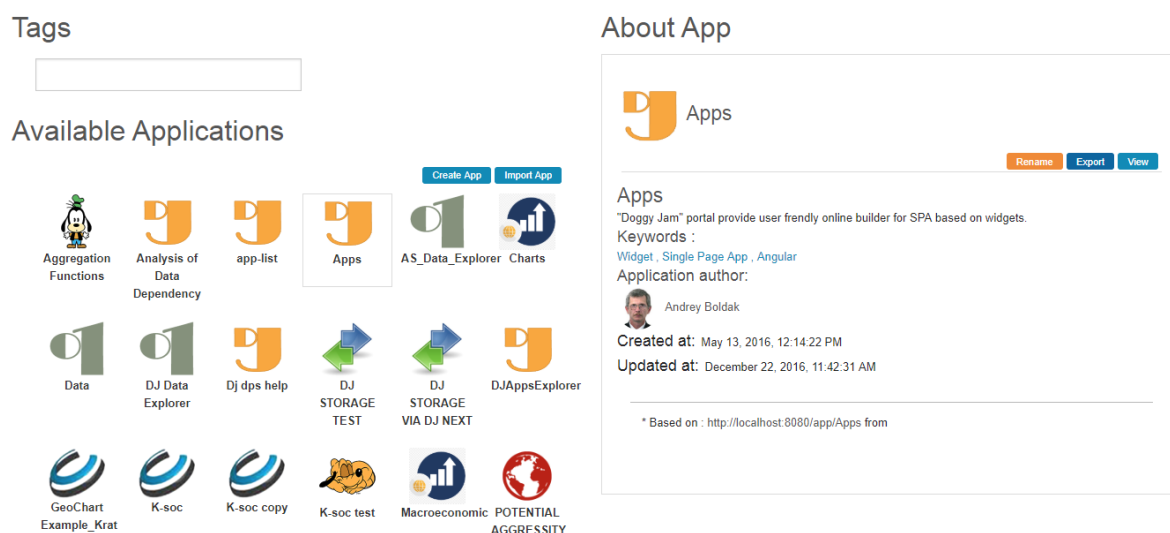 Tags
Available Applications
Create App Import App
Aggregation Functions
Analysis of Data Dependency
app-list
Apps
AS_Data_Explorer
Charts
Data
DJ Data Explorer
Dj dps help
DJ STORAGE TEST
DJ STORAGE VIA DJ NEXT
DJAppsExplorer
GeoChart Example_Krat
K-soc
K-soc copy
K-soc test
Macroeconomic
POTENTIAL AGGRESSITY
About App
Apps
Rename Export View
Apps
"Doggy Jam" portal provide user frendly online builder for SPA based on widgets.
Keywords :
Widget , Single Page App , Angular
Application author:
Andrey Boldak
Created at: May 13, 2016, 12:14:22 PM
Updated at: December 22, 2016, 11:42:31 AM
* Based on : http://localhost:8080/app/Apps from